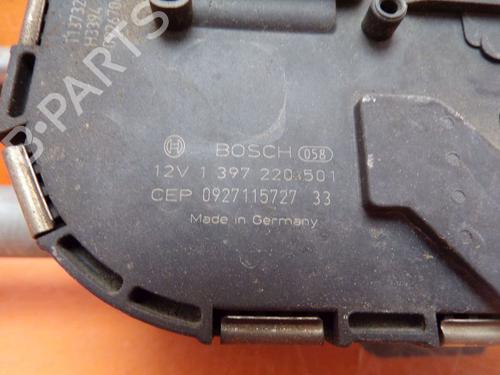 BOSCH 058
12V 1 397 220 501
CEP 0927115727 33
Made in Germany
B-PARTS